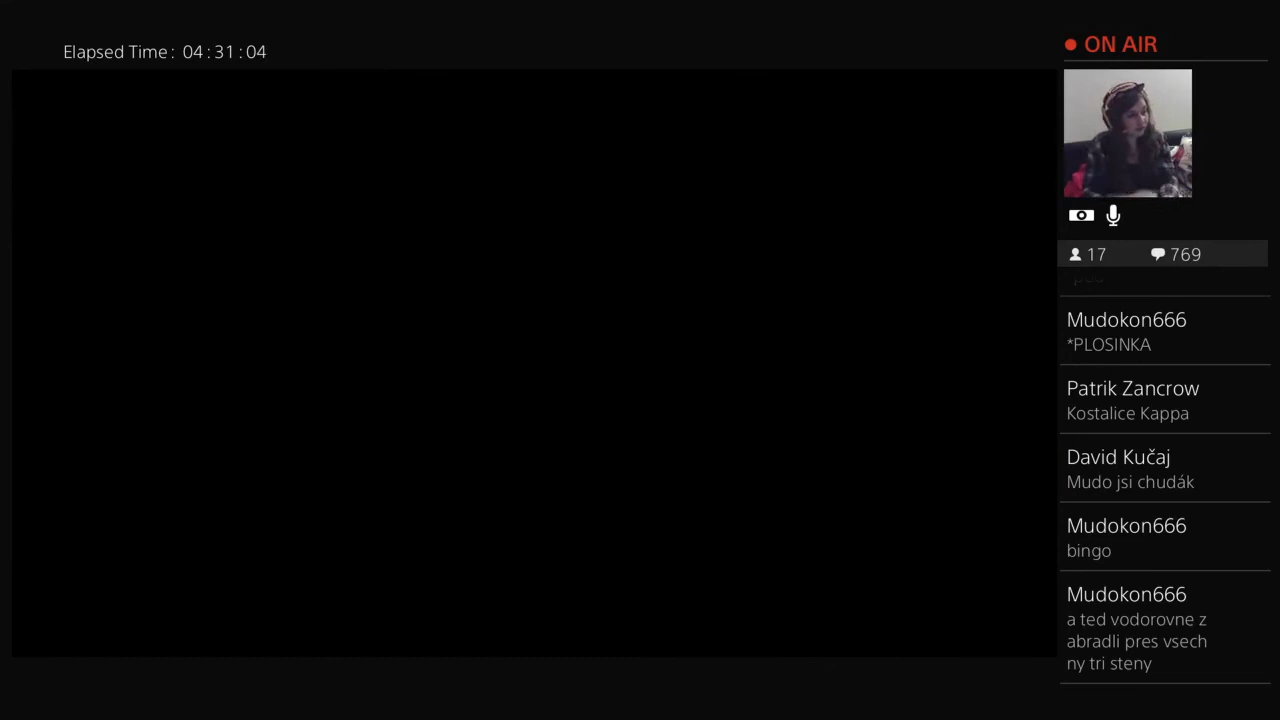 Elapsed Time: 04:31:04
ON AIR
17 769
Mudokon666
*PLOSINKA
Patrik Zancrow
Kostalice Kappa
David Kučaj
Mudo jsi chudák
Mudokon666
bingo
Mudokon666
a ted vodorovne z
abradli pres vsech
ny tri steny